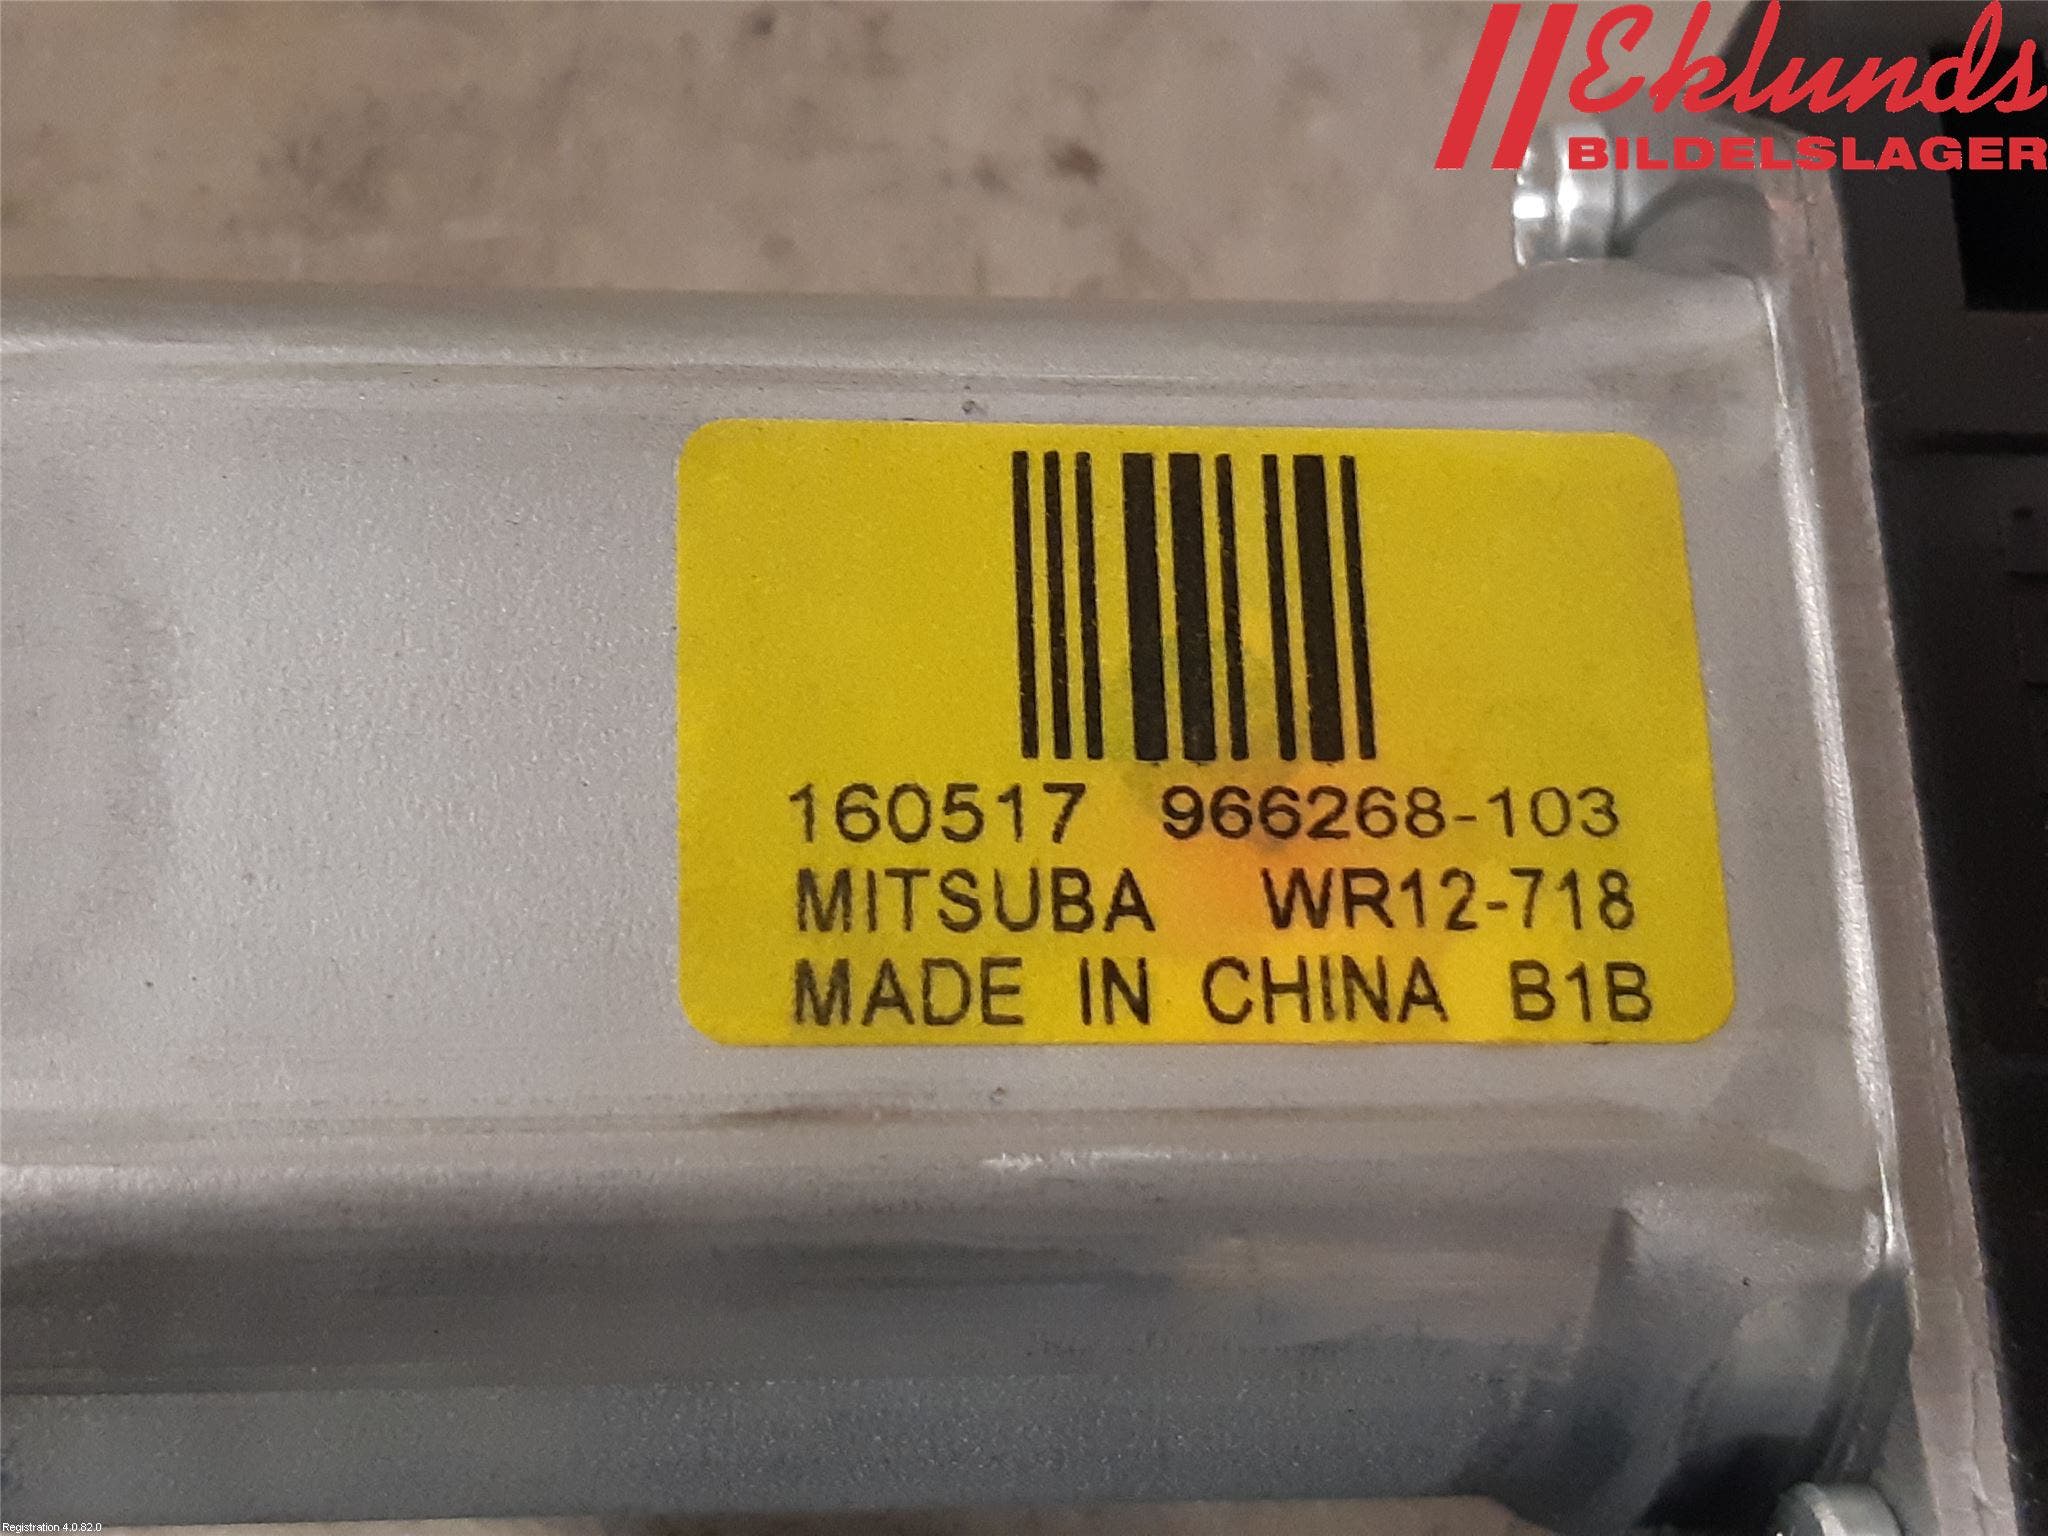 Eklunds
BILDELSLAGER
160517 966268-103
MITSUBA WR12-718
MADE IN CHINA B1B
Registration 4.0.82.0